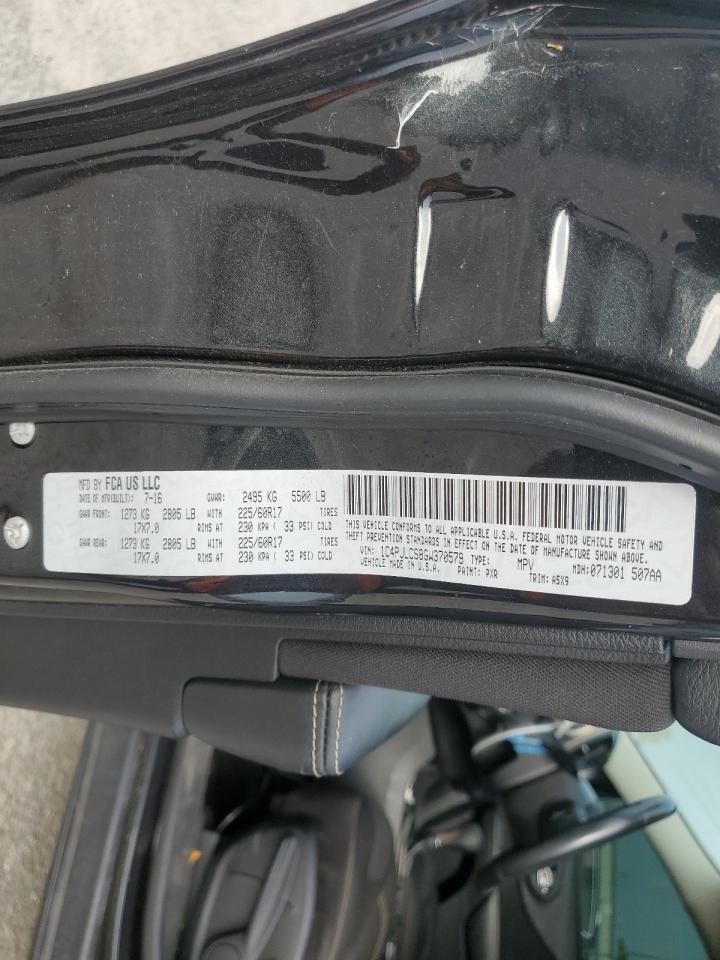 MFD BY FCA US LLC
DATE OF MFR(BUILT): 7-16 GVWR: 2495 KG 5500 LB
GAWR FRONT: 1273 KG 2805 LB WITH 225/60R17 TIRES
17X7.0 RIMS AT 230 KPA ( 33 PSI) COLD
GAWR REAR: 1273 KG 2805 LB WITH 225/60R17 TIRES
17X7.0 RIMS AT 230 KPA ( 33 PSI) COLD
THIS VEHICLE CONFORMS TO ALL APPLICABLE U.S.A. FEDERAL MOTOR VEHICLE SAFETY AND
THEFT PREVENTION STANDARDS IN EFFECT ON THE DATE OF MANUFACTURE SHOWN ABOVE.
VIN: 1C4PJLCS8GW370579 TYPE: MPV MDH: 071301 507AA
VEHICLE MADE IN U.S.A. PAINT: PXR TRIM: A5X9